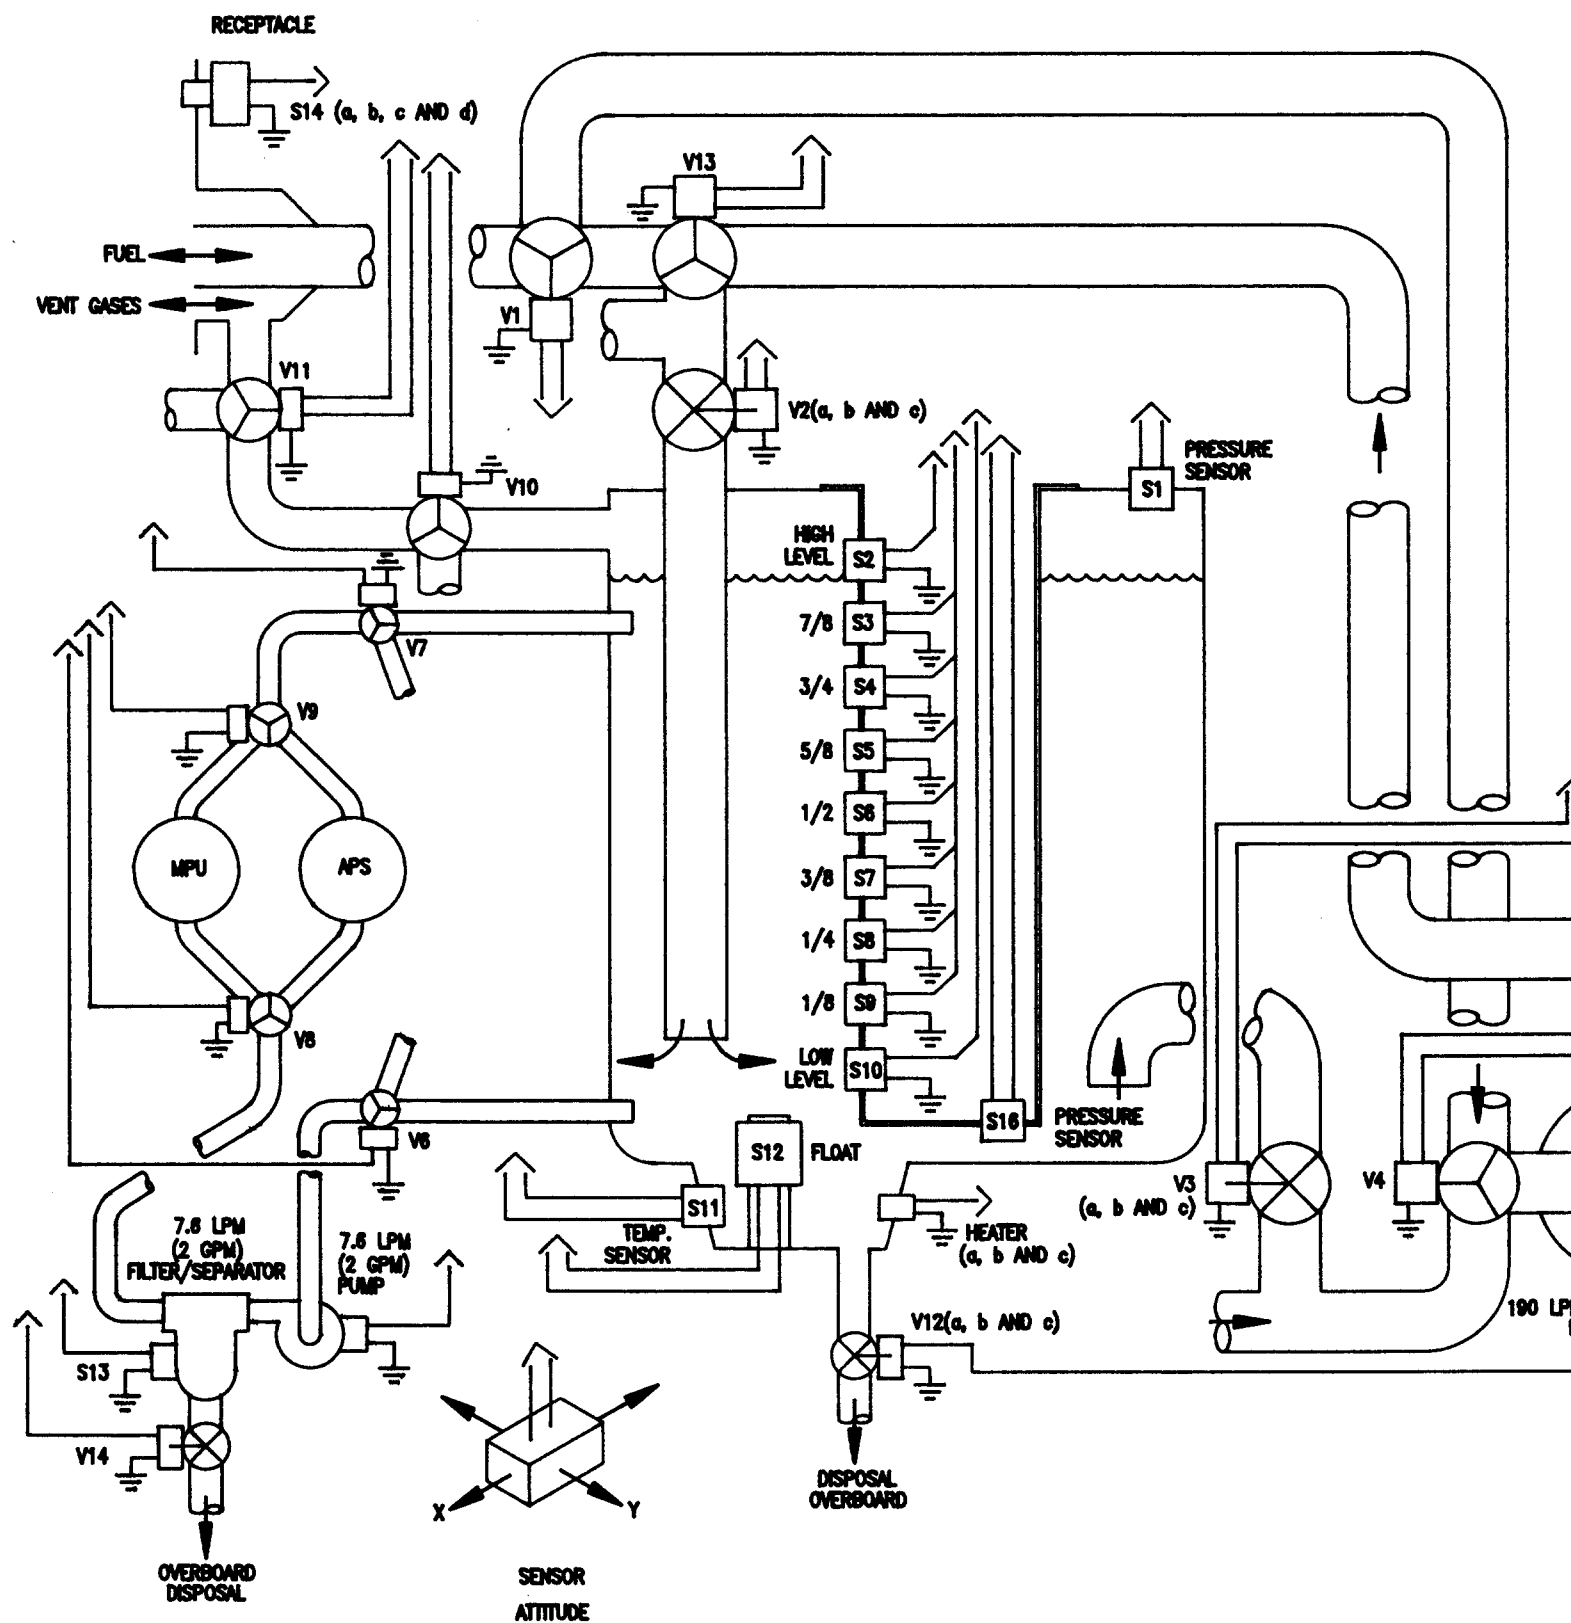 RECEPTACLE
S14 (a, b, c AND d)
V13
FUEL
VENT GASES
V1
V11
V2(a, b AND c)
PRESSURE
SENSOR
S1
V10
HIGH
LEVEL
S2
7/8
S3
V7
3/4
S4
V9
5/8
S5
1/2
S6
MPU
APS
3/8
S7
1/4
S8
1/8
S9
V8
LOW
LEVEL
S10
S16
PRESSURE
SENSOR
V6
S12
FLOAT
V3
(a, b AND c)
V4
S11
TEMP.
SENSOR
HEATER
(a, b AND c)
7.6 LPM
(2 GPM)
FILTER/SEPARATOR
7.6 LPM
(2 GPM)
PUMP
190 LP
V12(a, b AND c)
S13
V14
X
Y
DISPOSAL
OVERBOARD
OVERBOARD
DISPOSAL
SENSOR
ATTITUDE